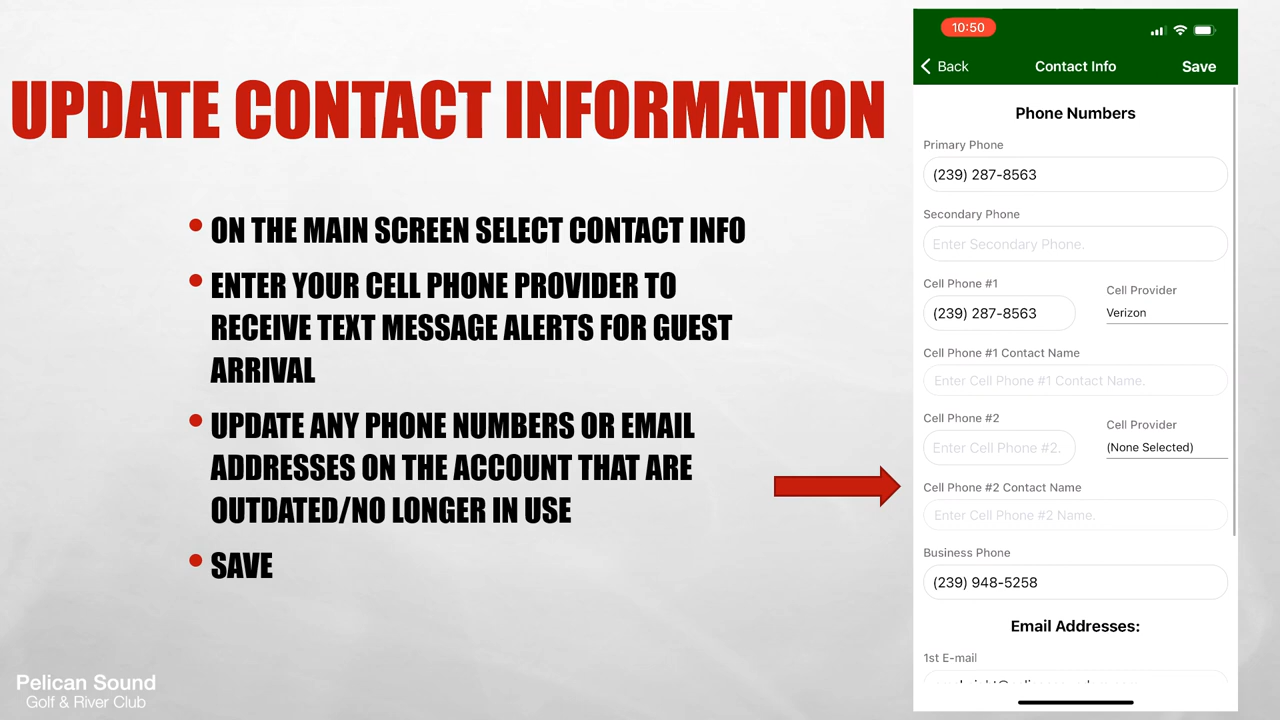 UPDATE CONTACT INFORMATION
• ON THE MAIN SCREEN SELECT CONTACT INFO
• ENTER YOUR CELL PHONE PROVIDER TO
RECEIVE TEXT MESSAGE ALERTS FOR GUEST
ARRIVAL
• UPDATE ANY PHONE NUMBERS OR EMAIL
ADDRESSES ON THE ACCOUNT THAT ARE
OUTDATED/NO LONGER IN USE
• SAVE
Pelican Sound
Golf & River Club
10:50
Back Contact Info Save
Phone Numbers
Primary Phone
(239) 287-8563
Secondary Phone
Enter Secondary Phone.
Cell Phone #1 Cell Provider
(239) 287-8563 Verizon
Cell Phone #1 Contact Name
Enter Cell Phone #1 Contact Name.
Cell Phone #2 Cell Provider
Enter Cell Phone #2. (None Selected)
Cell Phone #2 Contact Name
Enter Cell Phone #2 Name.
Business Phone
(239) 948-5258
Email Addresses:
1st E-mail